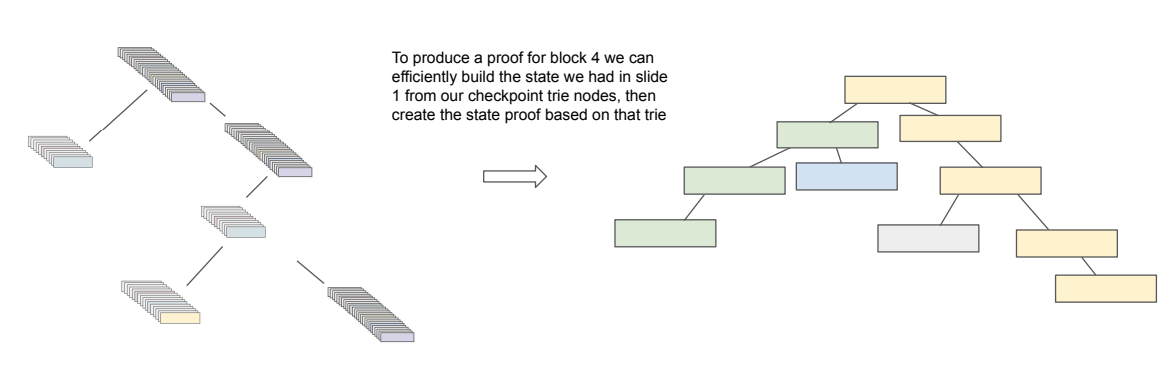 To produce a proof for block 4 we can
efficiently build the state we had in slide
1 from our checkpoint trie nodes, then
create the state proof based on that trie